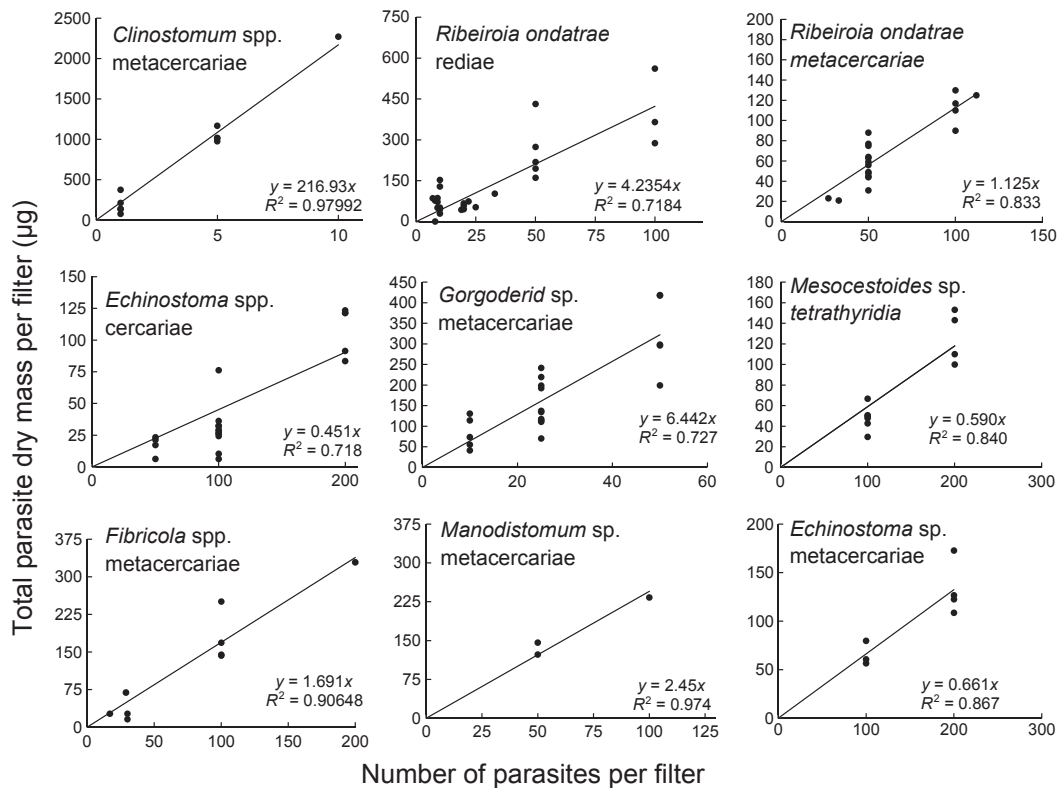 Total parasite dry mass per filter (µg)
Clinostomum spp.
metacercariae
2500
2000
1500
1000
500
0
0
5
10
y = 216.93x
R² = 0.97992
Ribeiroia ondatrae
rediae
750
600
450
300
150
0
0
25
50
75
100
y = 4.2354x
R² = 0.7184
Ribeiroia ondatrae
metacercariae
200
180
160
140
120
100
80
60
40
20
0
0
50
100
150
y = 1.125x
R² = 0.833
Echinostoma spp.
cercariae
150
125
100
75
50
25
0
0
50
100
150
200
y = 0.451x
R² = 0.718
Gorgoderid sp.
metacercariae
450
400
350
300
250
200
150
100
50
0
0
20
40
60
y = 6.442x
R² = 0.727
Mesocestoides sp.
tetrathyridia
180
160
140
120
100
80
60
40
20
0
0
100
200
300
y = 0.590x
R² = 0.840
Fibricola spp.
metacercariae
375
300
225
150
75
0
0
50
100
150
200
y = 1.691x
R² = 0.90648
Manodistomum sp.
metacercariae
375
300
225
150
75
0
0
25
50
75
100
125
y = 2.45x
R² = 0.974
Echinostoma sp.
metacercariae
200
150
100
50
0
0
100
200
300
y = 0.661x
R² = 0.867
Number of parasites per filter